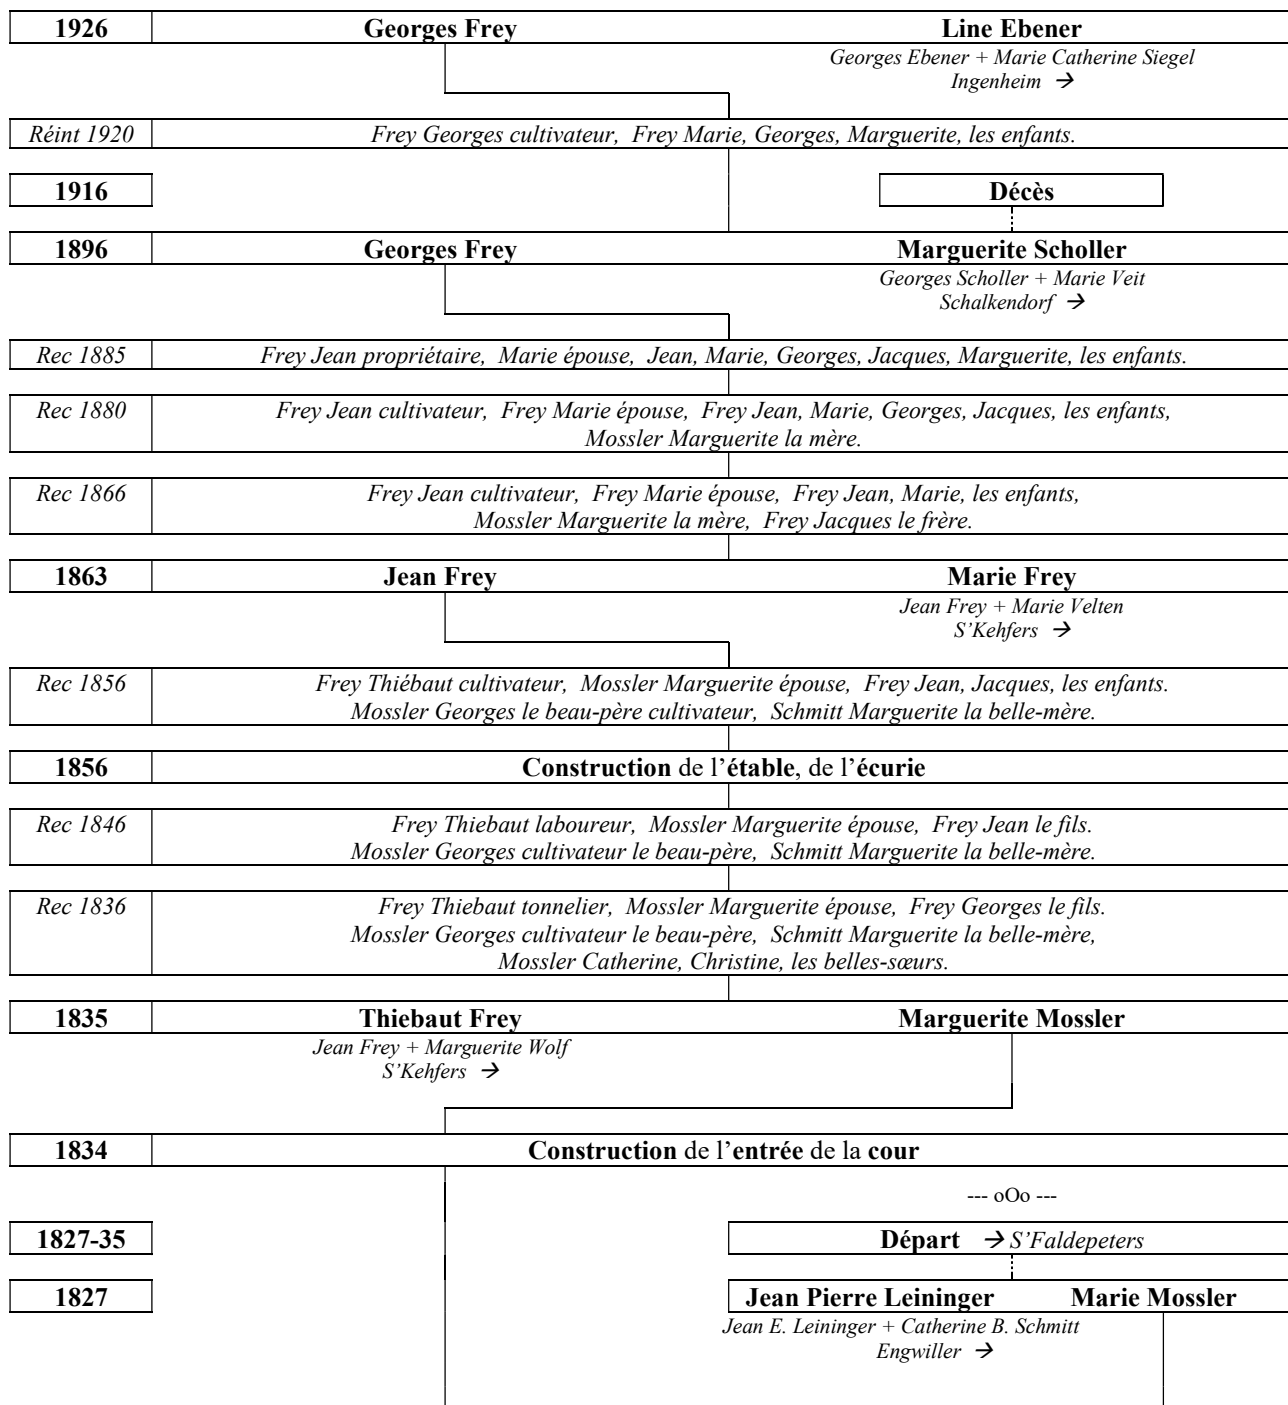 1926 Georges Frey Line Ebener
Georges Ebener + Marie Catherine Siegel
Ingenheim →
Réint 1920 Frey Georges cultivateur, Frey Marie, Georges, Marguerite, les enfants.
1916 Décès
1896 Georges Frey Marguerite Scholler
Georges Scholler + Marie Veit
Schalkendorf →
Rec 1885 Frey Jean propriétaire, Marie épouse, Jean, Marie, Georges, Jacques, Marguerite, les enfants.
Rec 1880 Frey Jean cultivateur, Frey Marie épouse, Frey Jean, Marie, Georges, Jacques, les enfants,
Mossler Marguerite la mère.
Rec 1866 Frey Jean cultivateur, Frey Marie épouse, Frey Jean, Marie, les enfants,
Mossler Marguerite la mère, Frey Jacques le frère.
1863 Jean Frey Marie Frey
Jean Frey + Marie Velten
S'Kehfers →
Rec 1856 Frey Thiébaut cultivateur, Mossler Marguerite épouse, Frey Jean, Jacques, les enfants.
Mossler Georges le beau-père cultivateur, Schmitt Marguerite la belle-mère.
1856 Construction de l'étable, de l'écurie
Rec 1846 Frey Thiebaut laboureur, Mossler Marguerite épouse, Frey Jean le fils.
Mossler Georges cultivateur le beau-père, Schmitt Marguerite la belle-mère.
Rec 1836 Frey Thiebaut tonnelier, Mossler Marguerite épouse, Frey Georges le fils.
Mossler Georges cultivateur le beau-père, Schmitt Marguerite la belle-mère,
Mossler Catherine, Christine, les belles-sœurs.
1835 Thiebaut Frey Marguerite Mossler
Jean Frey + Marguerite Wolf
S'Kehfers →
1834 Construction de l'entrée de la cour
--- oOo ---
1827-35 Départ → S'Faldepeters
1827 Jean Pierre Leininger Marie Mossler
Jean E. Leininger + Catherine B. Schmitt
Engwiller →